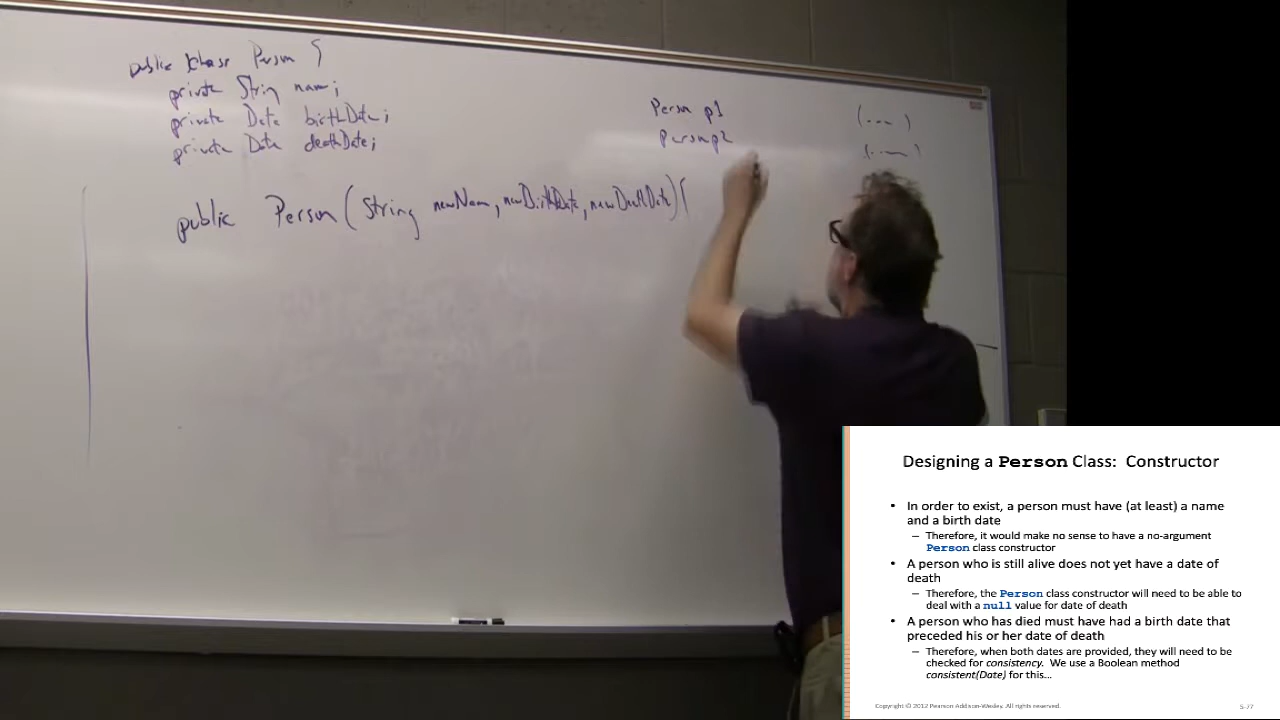 public class Person {
private String name;
private Date birthDate;
private Date deathDate;
public Person (String newName, newBirthDate, newDeathDate) {
Person p1
Person p2
Designing a Person Class: Constructor
• In order to exist, a person must have (at least) a name
and a birth date
– Therefore, it would make no sense to have a no-argument
Person class constructor
• A person who is still alive does not yet have a date of
death
– Therefore, the Person class constructor will need to be able to
deal with a null value for date of death
• A person who has died must have had a birth date that
preceded his or her date of death
– Therefore, when both dates are provided, they will need to be
checked for consistency. We use a Boolean method
consistent(Date) for this...
Copyright © 2012 Pearson Addison-Wesley. All rights reserved.
5-77